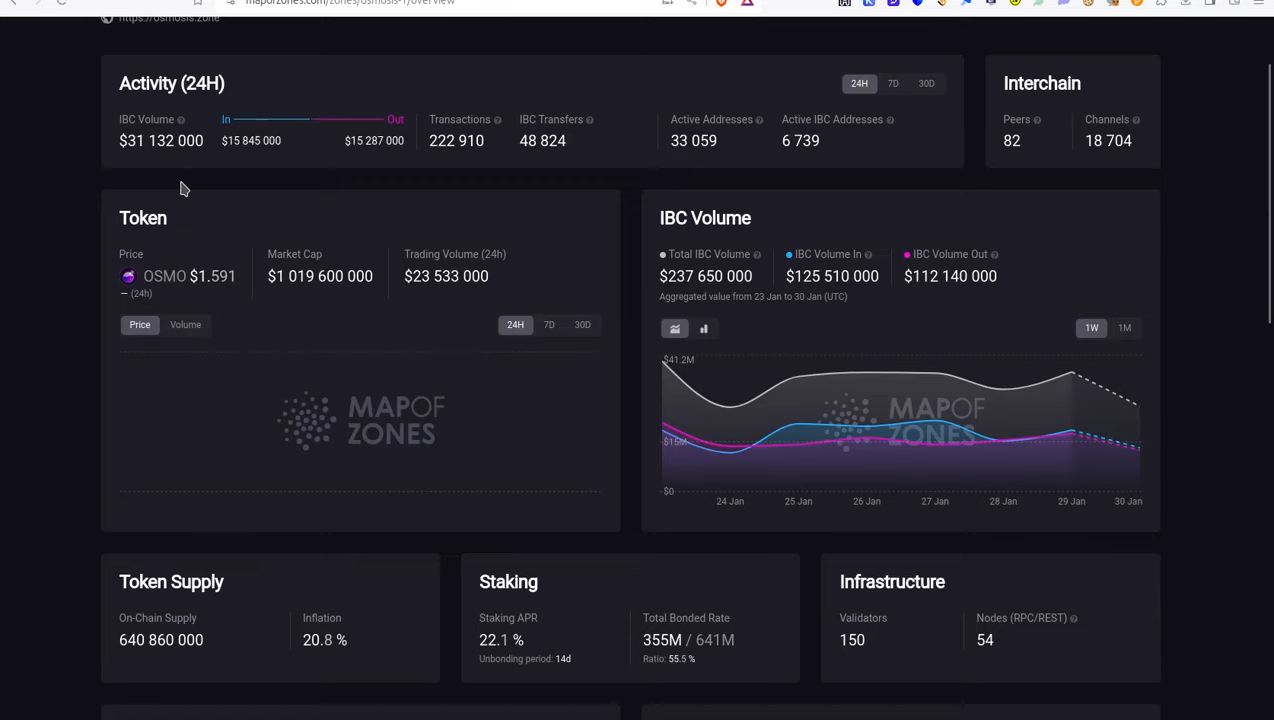 maporzones.com/zones/osmosis-1/overview
https://osmosis.zone
Activity (24H)
24H 7D 30D
IBC Volume In Out Transactions IBC Transfers Active Addresses Active IBC Addresses
$31 132 000 $15 845 000 $15 287 000 222 910 48 824 33 059 6 739
Interchain
Peers Channels
82 18 704
Token
Price Market Cap Trading Volume (24h)
OSMO $1.591 $1 019 600 000 $23 533 000
– (24h)
Price Volume 24H 7D 30D
MAPOF
ZONES
IBC Volume
Total IBC Volume IBC Volume In IBC Volume Out
$237 650 000 $125 510 000 $112 140 000
Aggregated value from 23 Jan to 30 Jan (UTC)
1W 1M
$41.2M
MAPOF
ZONES
$15M
$0
24 Jan 25 Jan 26 Jan 27 Jan 28 Jan 29 Jan 30 Jan
Token Supply
On-Chain Supply Inflation
640 860 000 20.8 %
Staking
Staking APR Total Bonded Rate
22.1 % 355M / 641M
Unbonding period: 14d Ratio: 55.5 %
Infrastructure
Validators Nodes (RPC/REST)
150 54